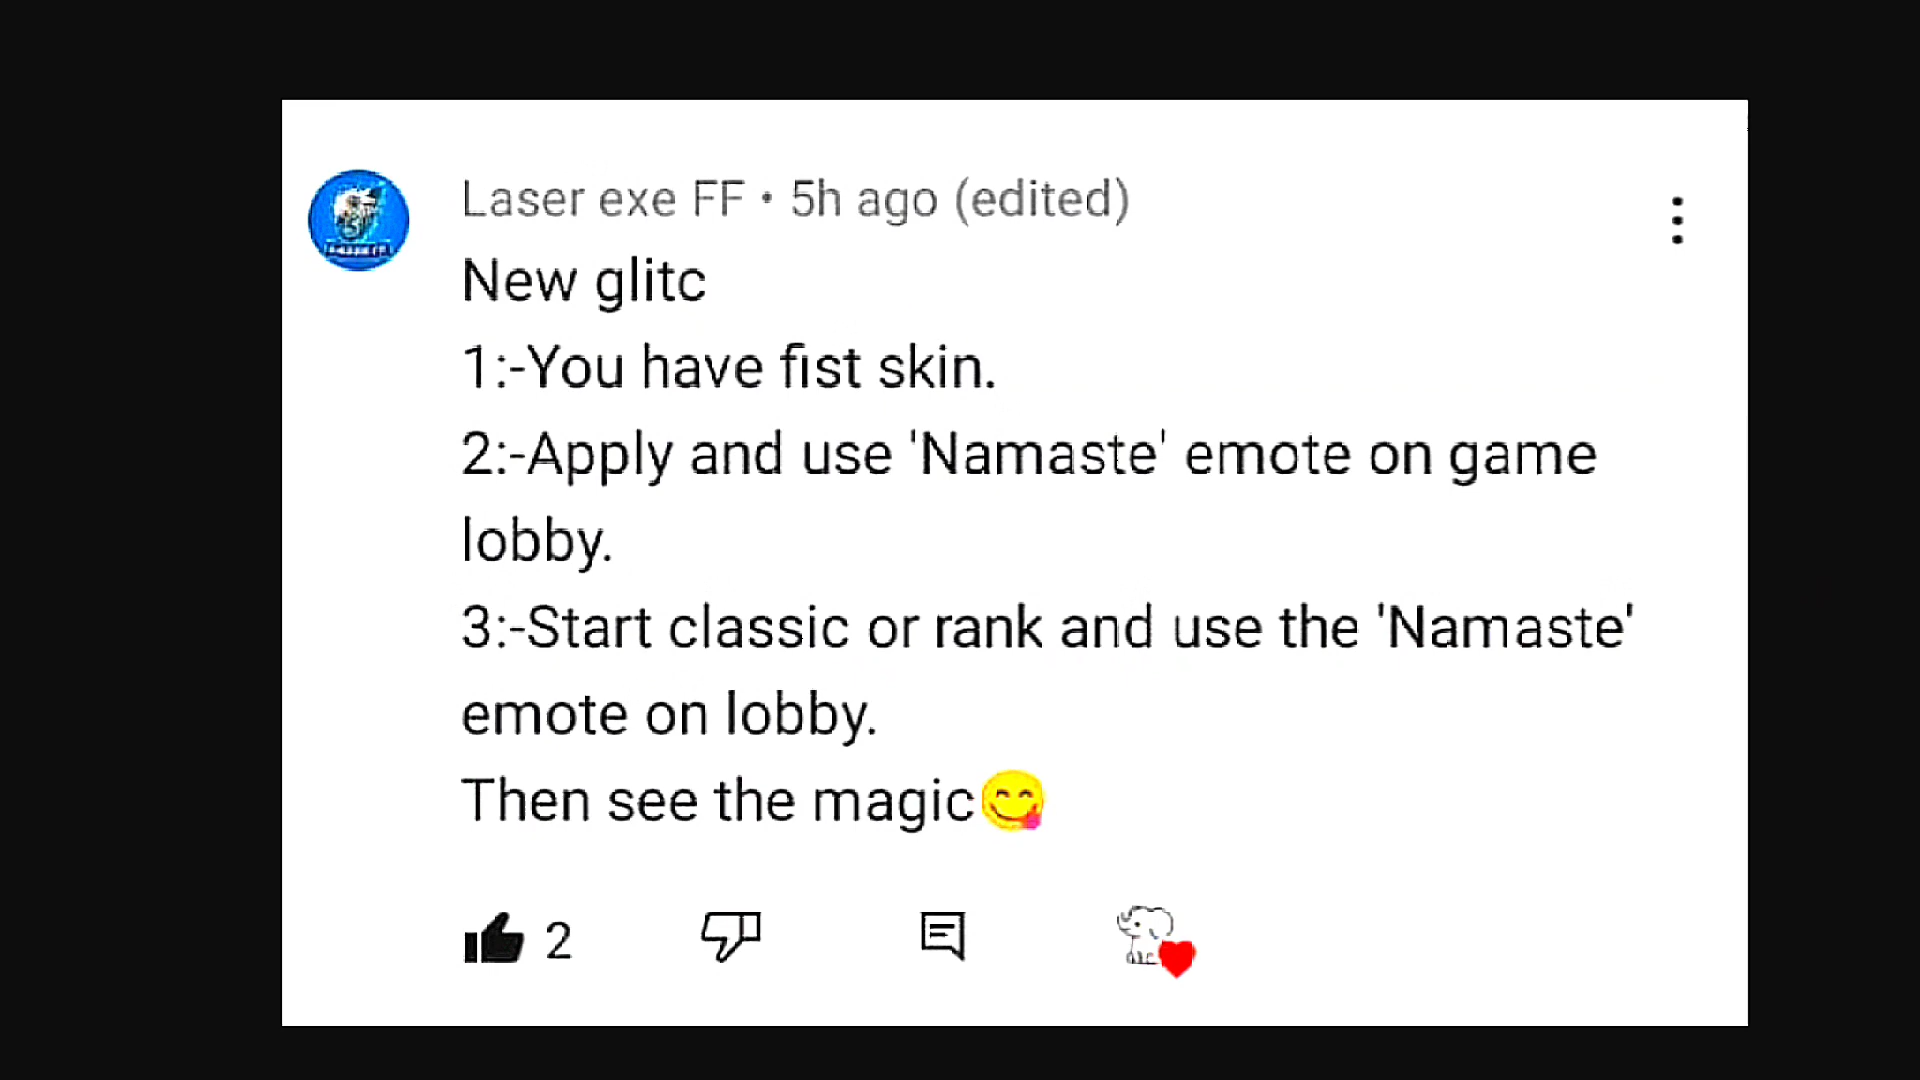 Laser exe FF • 5h ago (edited)
New glitc
1:-You have fist skin.
2:-Apply and use 'Namaste' emote on game
lobby.
3:-Start classic or rank and use the 'Namaste'
emote on lobby.
Then see the magic😋
2